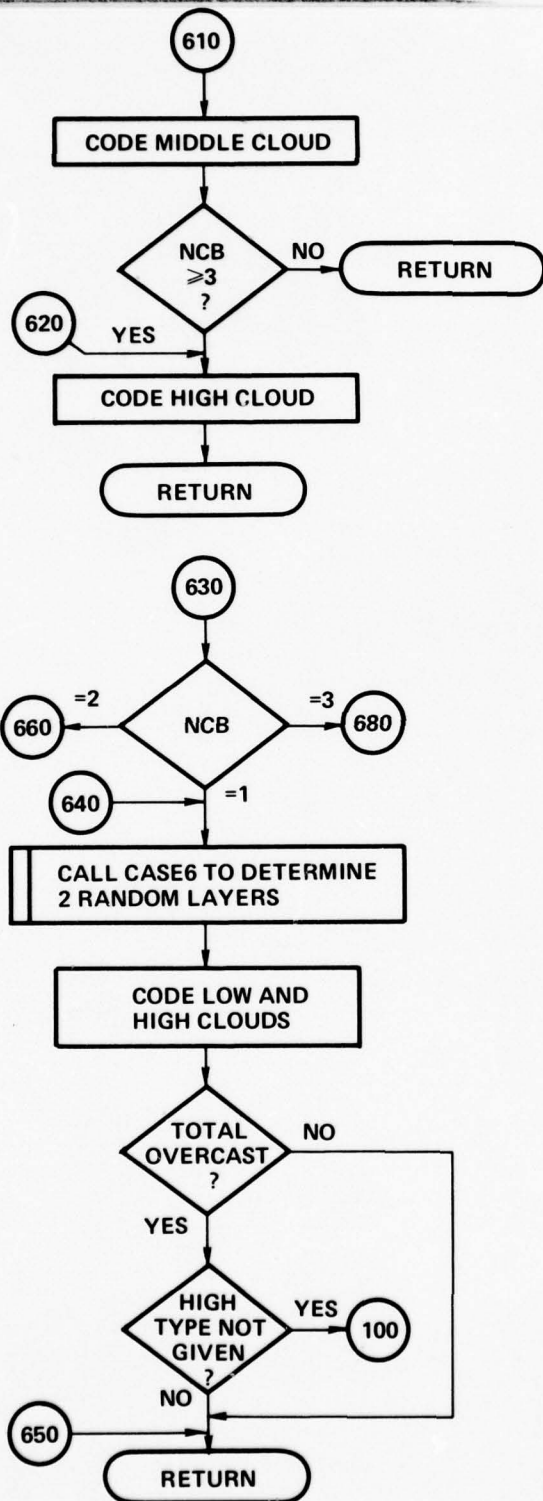 610
CODE MIDDLE CLOUD
NCB
≥3
?
NO
RETURN
620
YES
CODE HIGH CLOUD
RETURN
630
=2
NCB
=3
660
680
640
=1
CALL CASE6 TO DETERMINE
2 RANDOM LAYERS
CODE LOW AND
HIGH CLOUDS
TOTAL
OVERCAST
?
NO
YES
HIGH
TYPE NOT
GIVEN
?
YES
100
NO
650
RETURN